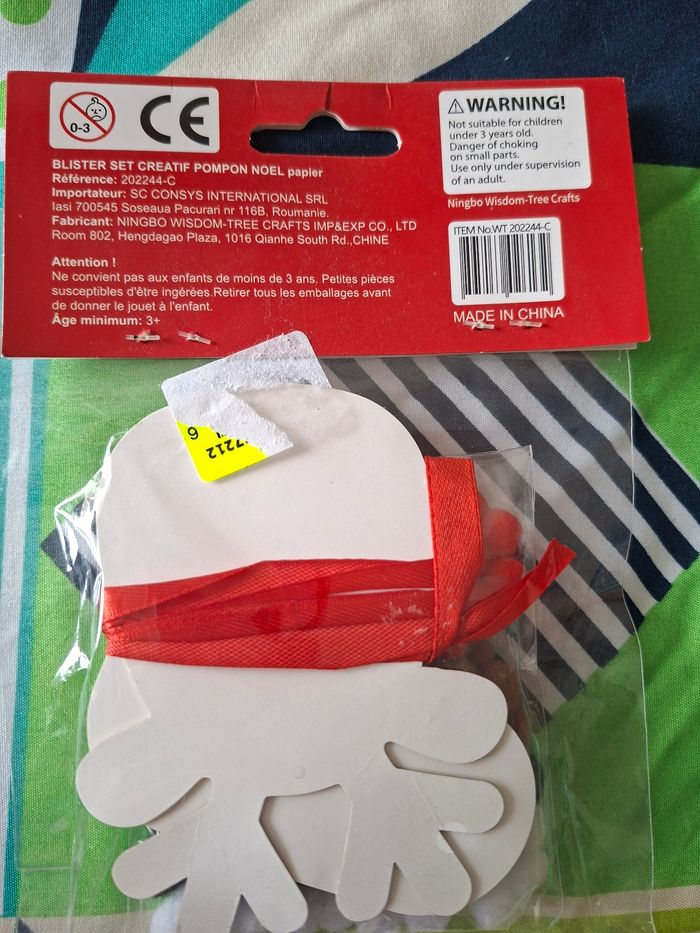 0-3
CE
BLISTER SET CREATIF POMPON NOEL papier
Référence: 202244-C
Importateur: SC CONSYS INTERNATIONAL SRL
Iasi 700545 Soseaua Pacurari nr 116B, Roumanie.
Fabricant: NINGBO WISDOM-TREE CRAFTS IMP&EXP CO., LTD
Room 802, Hengdagao Plaza, 1016 Qianhe South Rd.,CHINE
Attention !
Ne convient pas aux enfants de moins de 3 ans. Petites pièces
susceptibles d'être ingérées.Retirer tous les emballages avant
de donner le jouet à l'enfant.
Âge minimum: 3+
WARNING!
Not suitable for children
under 3 years old.
Danger of choking
on small parts.
Use only under supervision
of an adult.
Ningbo Wisdom-Tree Crafts
ITEM No.WT 202244-C
MADE IN CHINA
7212
6